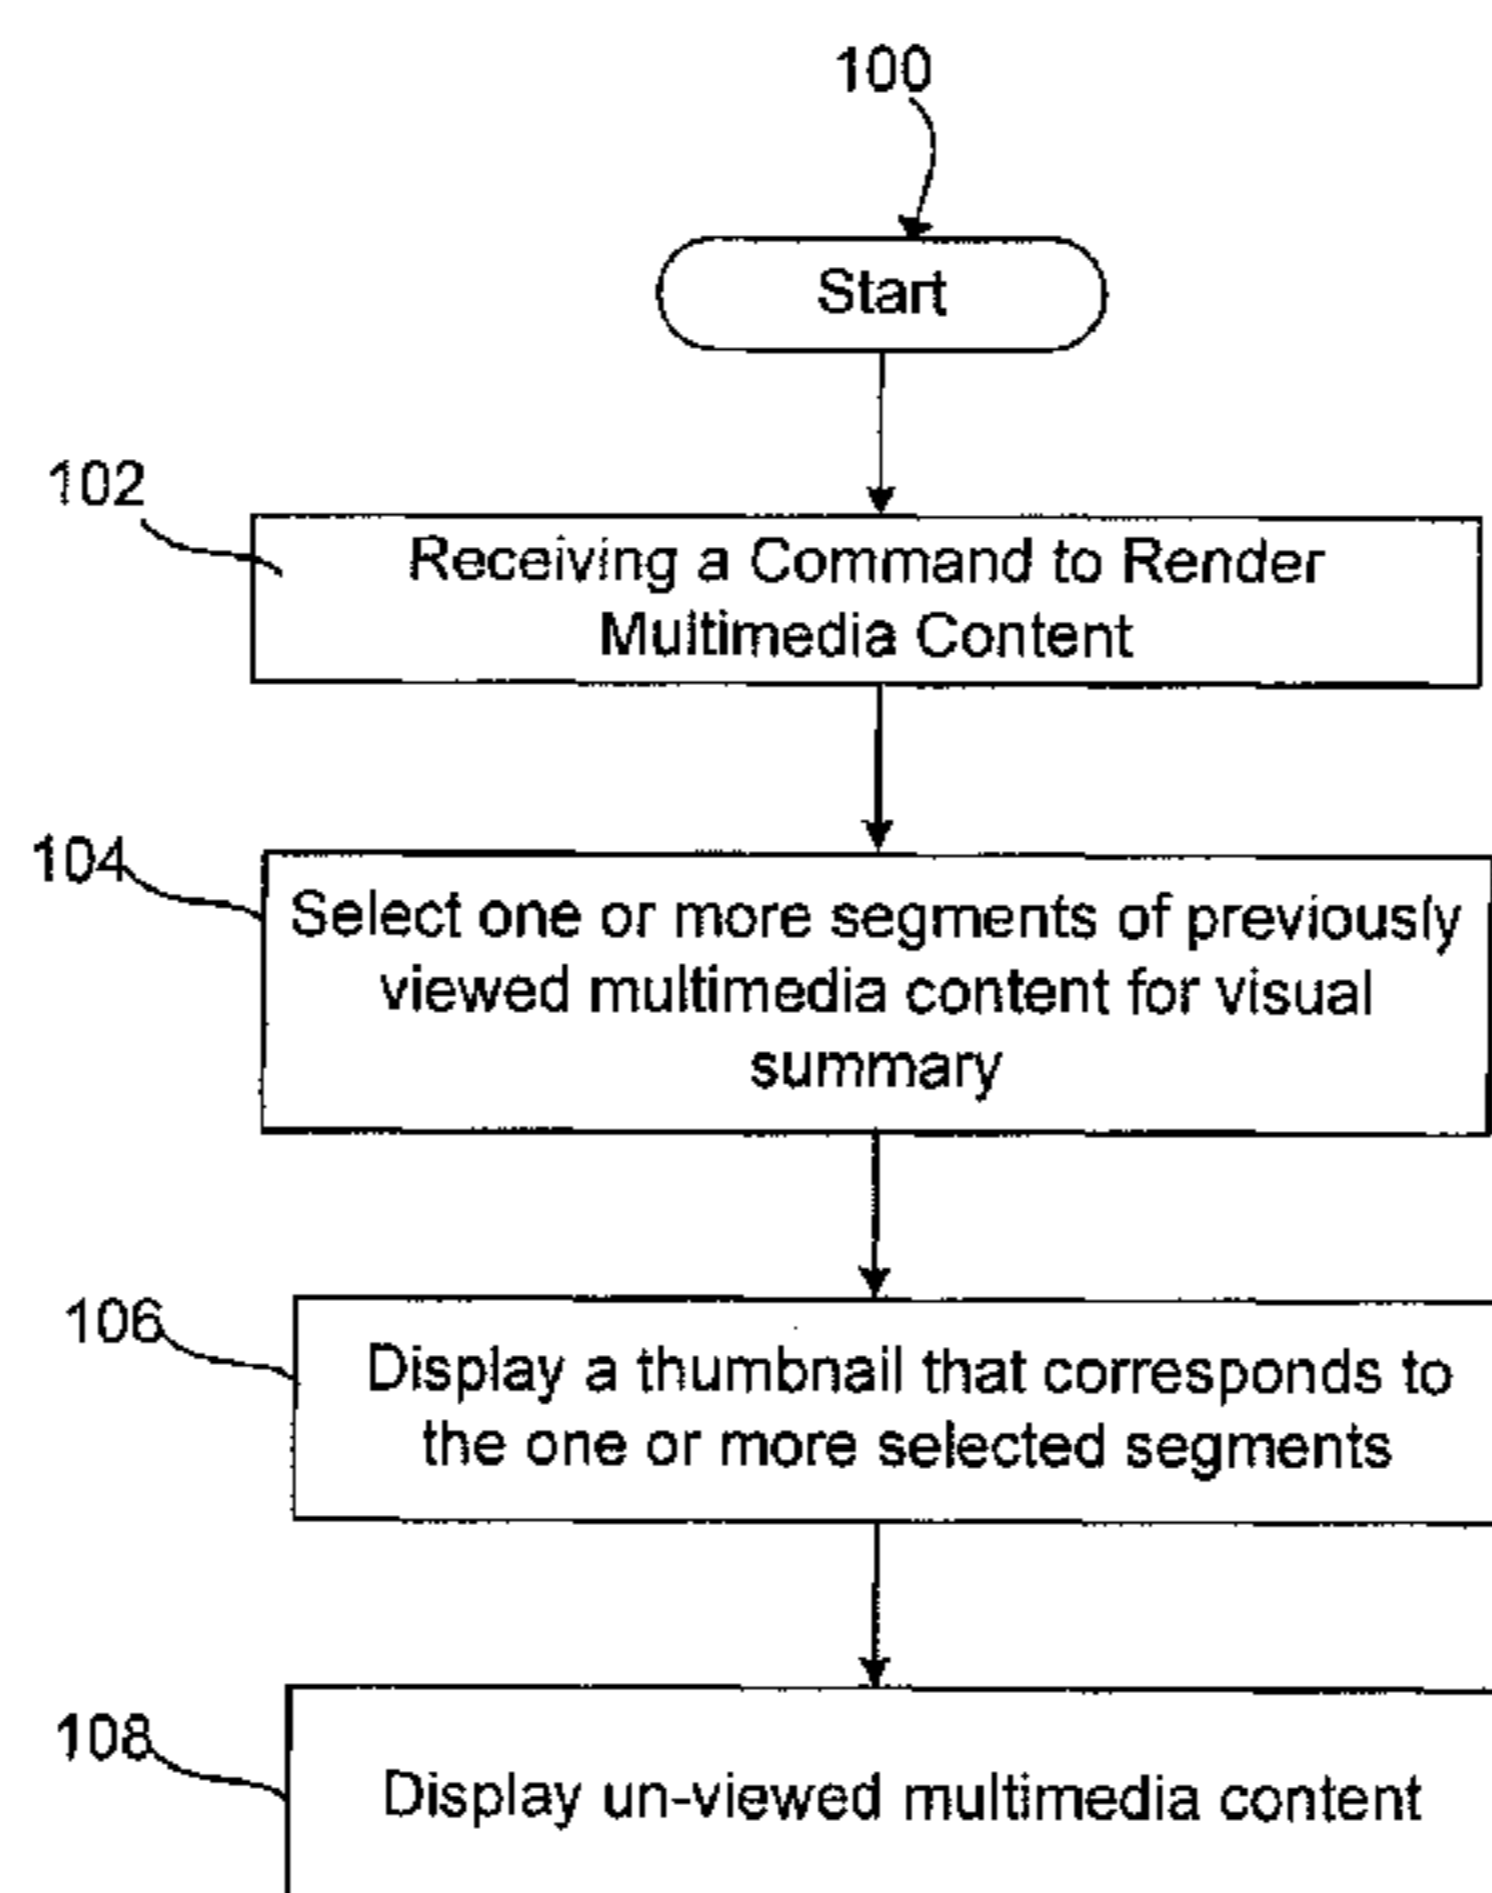 100
Start
102
Receiving a Command to Render
Multimedia Content
104
Select one or more segments of previously
viewed multimedia content for visual
summary
106
Display a thumbnail that corresponds to
the one or more selected segments
108
Display un-viewed multimedia content